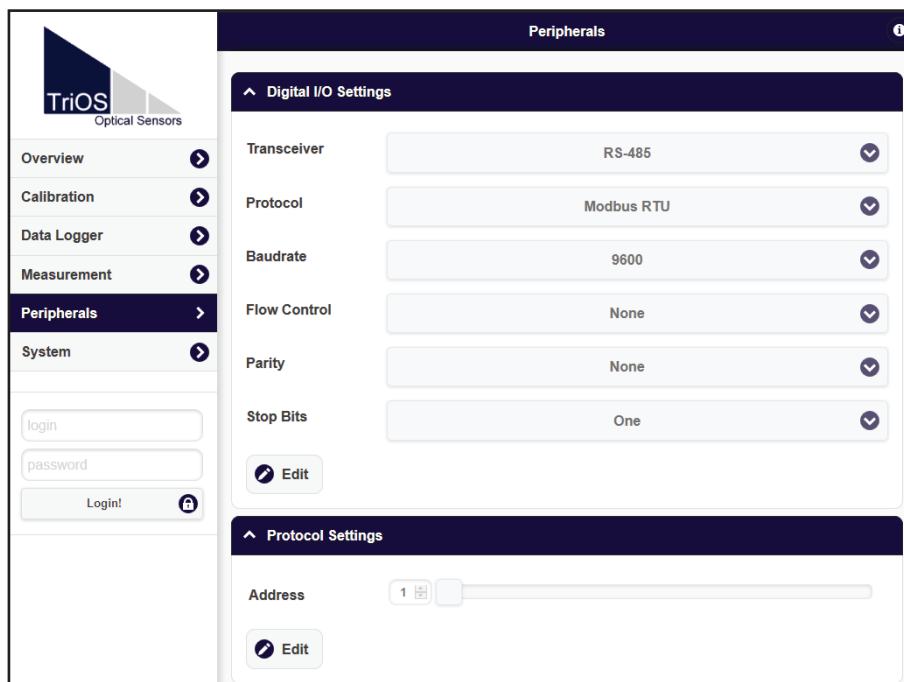 TriOS
Optical Sensors
Overview
Calibration
Data Logger
Measurement
Peripherals
System
login
password
Login!
Peripherals
i
Digital I/O Settings
Transceiver RS-485
Protocol Modbus RTU
Baudrate 9600
Flow Control None
Parity None
Stop Bits One
Edit
Protocol Settings
Address 1
Edit